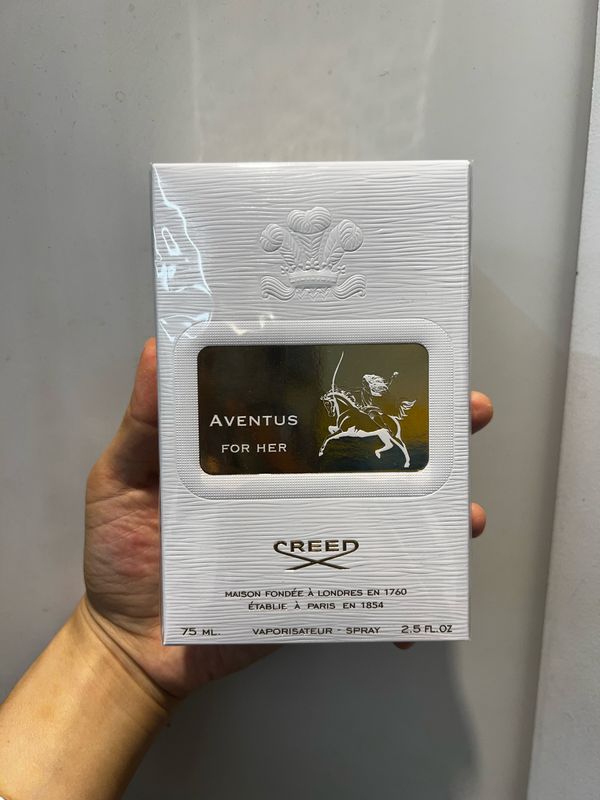 AVENTUS
FOR HER
CREED
MAISON FONDÉE À LONDRES EN 1760
ÉTABLIE À PARIS EN 1854
75 ML. VAPORISATEUR - SPRAY 2.5 FL.OZ